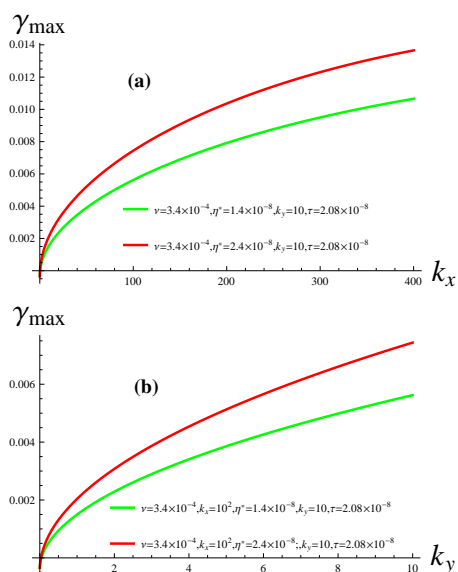 γmax
0.014
(a)
0.012
0.010
0.008
0.006
0.004
ν=3.4×10⁻⁴,η*=1.4×10⁻⁸,ky=10,τ=2.08×10⁻⁸
0.002
ν=3.4×10⁻⁴,η*=2.4×10⁻⁸,ky=10,τ=2.08×10⁻⁸
0 100 200 300 400 kx
γmax
(b)
0.006
0.004
0.002
ν=3.4×10⁻⁴,kx=10²,η*=1.4×10⁻⁸,ky=10,τ=2.08×10⁻⁸
ν=3.4×10⁻⁴,kx=10²,η*=2.4×10⁻⁸;,ky=10,τ=2.08×10⁻⁸
0 2 4 6 8 10 ky